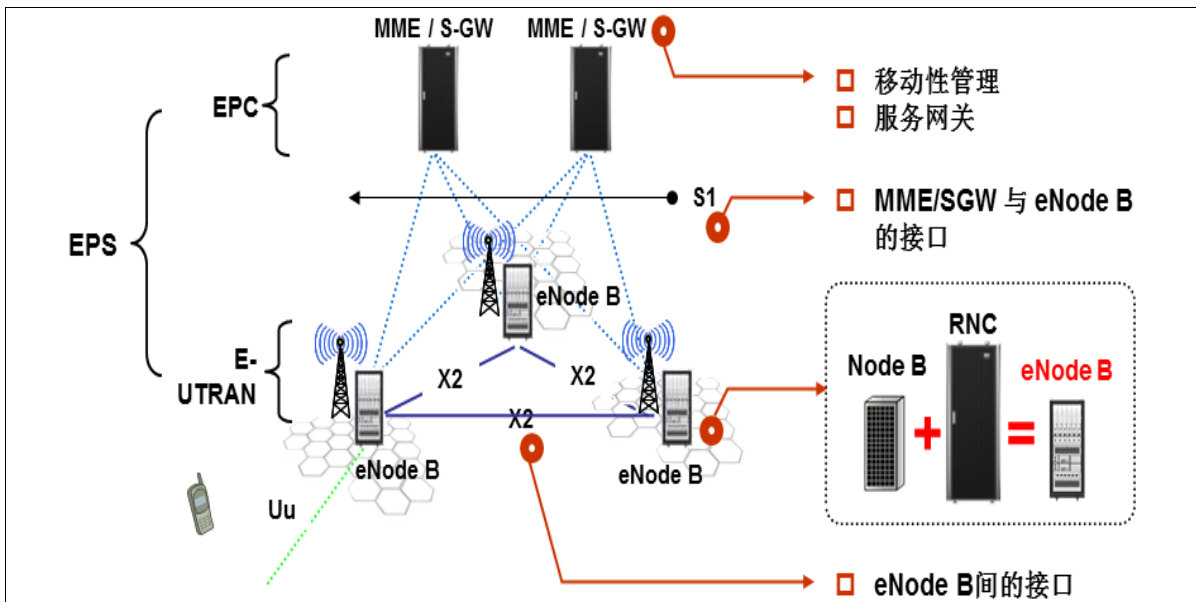 MME / S-GW
MME / S-GW
EPC
移动性管理
服务网关
S1
MME/SGW 与 eNode B
的接口
EPS
eNode B
RNC
Node B
eNode B
E-
UTRAN
X2
X2
X2
eNode B
eNode B
Uu
eNode B间的接口